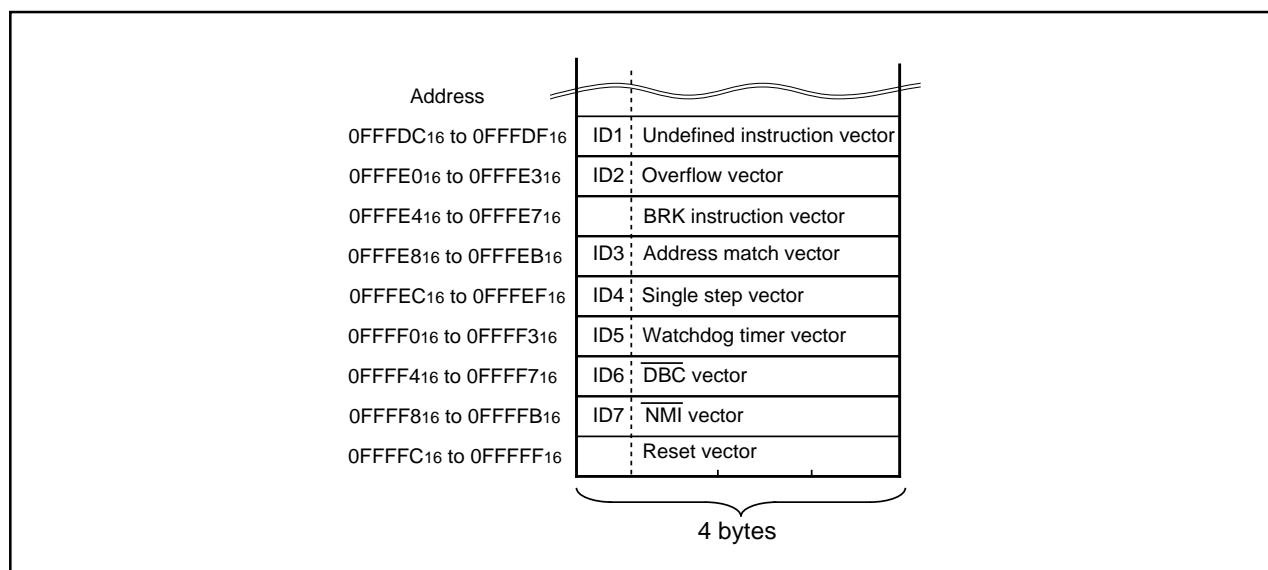 Address
0FFFDC16 to 0FFFDF16 ID1 Undefined instruction vector
0FFFE016 to 0FFFE316 ID2 Overflow vector
0FFFE416 to 0FFFE716 BRK instruction vector
0FFFE816 to 0FFFEB16 ID3 Address match vector
0FFFEC16 to 0FFFEF16 ID4 Single step vector
0FFFF016 to 0FFFF316 ID5 Watchdog timer vector
0FFFF416 to 0FFFF716 ID6 DBC vector
0FFFF816 to 0FFFFB16 ID7 NMI vector
0FFFFC16 to 0FFFFF16 Reset vector
4 bytes